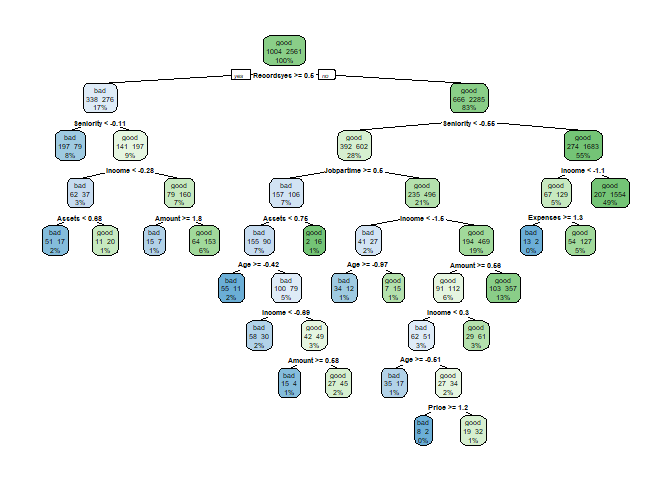 good
1004 2561
100%
yes Recordsyes >= 0.5 no
bad
338 276
17%
good
666 2285
83%
Seniority < -0.11
Seniority < -0.55
bad
197 79
8%
good
141 197
9%
good
392 602
28%
good
274 1683
55%
Income < -0.28
Jobpartime >= 0.5
Income < -1.1
bad
62 37
3%
good
79 160
7%
bad
157 106
7%
good
235 496
21%
good
67 129
5%
good
207 1554
49%
Assets < 0.68
Amount >= 1.8
Assets < 0.75
Income < -1.5
Expenses >= 1.3
bad
51 17
2%
good
11 20
1%
bad
15 7
1%
good
64 153
6%
bad
155 90
7%
good
2 16
1%
bad
41 27
2%
good
194 469
19%
bad
13 2
0%
good
54 127
5%
Age >= -0.42
Age >= -0.97
Amount >= 0.56
bad
55 11
2%
bad
100 79
5%
bad
34 12
1%
good
7 15
1%
good
91 112
6%
good
103 357
13%
Income < -0.69
Income < 0.3
bad
58 30
2%
good
42 49
3%
bad
62 51
3%
good
29 61
3%
Amount >= 0.58
Age >= -0.51
bad
15 4
1%
good
27 45
2%
bad
35 17
1%
good
27 34
2%
Price >= 1.2
bad
8 2
0%
good
19 32
1%